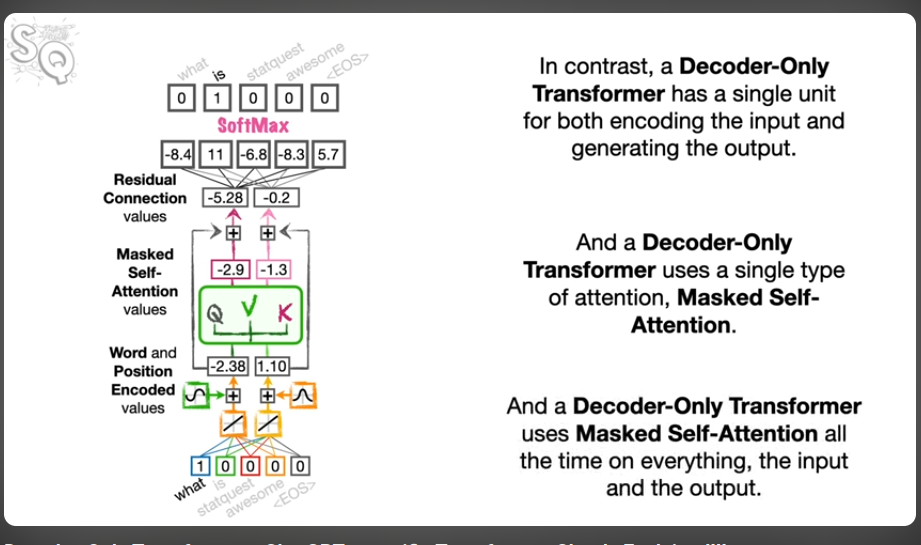 SQ
what is statquest awesome <EOS>
0 1 0 0 0
SoftMax
-8.4 11 -6.8 -8.3 5.7
Residual
Connection
values
-5.28 -0.2
+ +
Masked
Self-
Attention
values
-2.9 -1.3
Q V K
Word and
Position
Encoded
values
-2.38 1.10
+ +
1 0 0 0 0
what is statquest awesome <EOS>
In contrast, a Decoder-Only
Transformer has a single unit
for both encoding the input and
generating the output.
And a Decoder-Only
Transformer uses a single type
of attention, Masked Self-
Attention.
And a Decoder-Only Transformer
uses Masked Self-Attention all
the time on everything, the input
and the output.